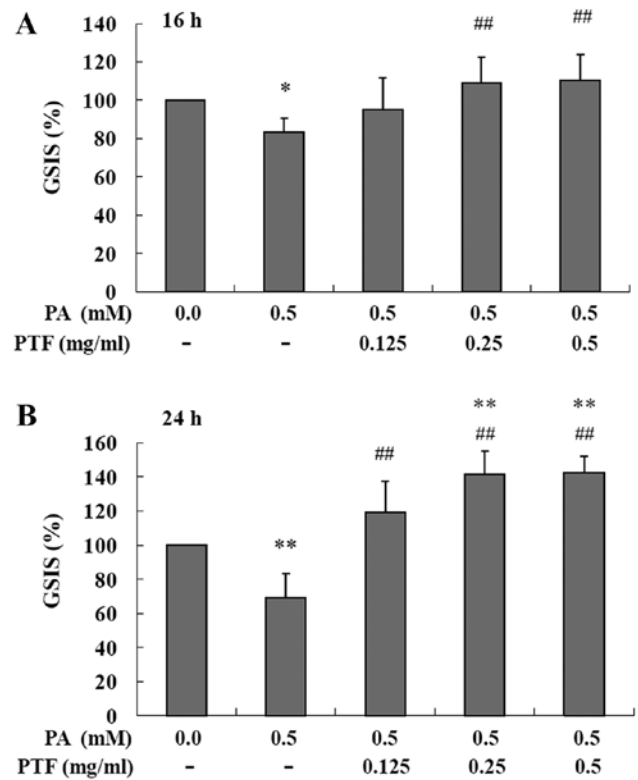 A
16 h
140
120
100
80
60
40
20
0
GSIS (%)
* ## ##
PA (mM) 0.0 0.5 0.5 0.5 0.5
PTF (mg/ml) - - 0.125 0.25 0.5
B
24 h
160
140
120
100
80
60
40
20
0
GSIS (%)
** **
** ## ## ##
PA (mM) 0.0 0.5 0.5 0.5 0.5
PTF (mg/ml) - - 0.125 0.25 0.5